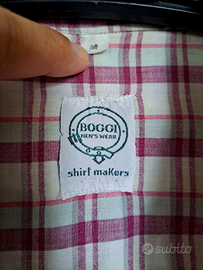 M
BOGGI
MEN'S WEAR
shirt makers
subito